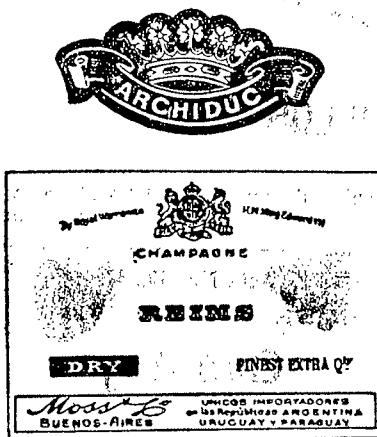 ARCHIDUC
By Royal Warrant H.M. King Edward VII
CHAMPAGNE
REIMS
DRY FINEST EXTRA Qty
Moss & Co UNICOS IMPORTADORES
BUENOS-AIRES en las Repúblicas ARGENTINA
URUGUAY Y PARAGUAY